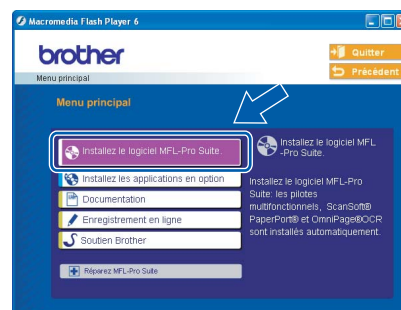 Macromedia Flash Player 6
brother
Quitter
Précédent
Menu principal
Menu principal
Installez le logiciel MFL-Pro Suite.
Installez les applications en option
Documentation
Enregistrement en ligne
Soutien Brother
Réparez MFL-Pro Suite
Installez le logiciel MFL
-Pro Suite.
Installez le logiciel MFL-Pro
Suite: les pilotes
multifonctionnels, ScanSoft®
PaperPort® et OmniPage®OCR
sont installés automatiquement.